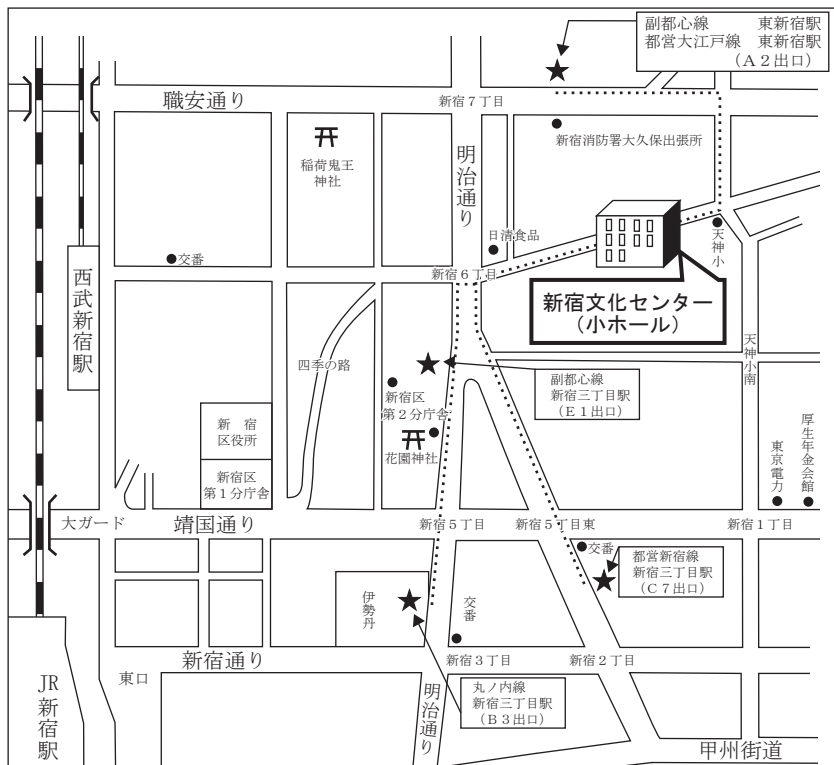 副都心線　東新宿駅
都営大江戸線　東新宿駅
（A２出口）
職安通り
新宿７丁目
新宿消防署大久保出張所
稲荷鬼王
神社
明治通り
日清食品
天神小
交番
新宿６丁目
西武新宿駅
新宿文化センター
（小ホール）
天神小南
四季の路
副都心線
新宿三丁目駅
（E１出口）
新宿区
第２分庁舎
新　宿
区役所
花園神社
厚生年金会館
東京電力
新宿区
第１分庁舎
大ガード
靖国通り
新宿５丁目
新宿５丁目東
新宿１丁目
交番
都営新宿線
新宿三丁目駅
（C７出口）
伊勢丹
交番
新宿通り
新宿３丁目
新宿２丁目
東口
JR新宿駅
明治通り
丸ノ内線
新宿三丁目駅
（B３出口）
甲州街道